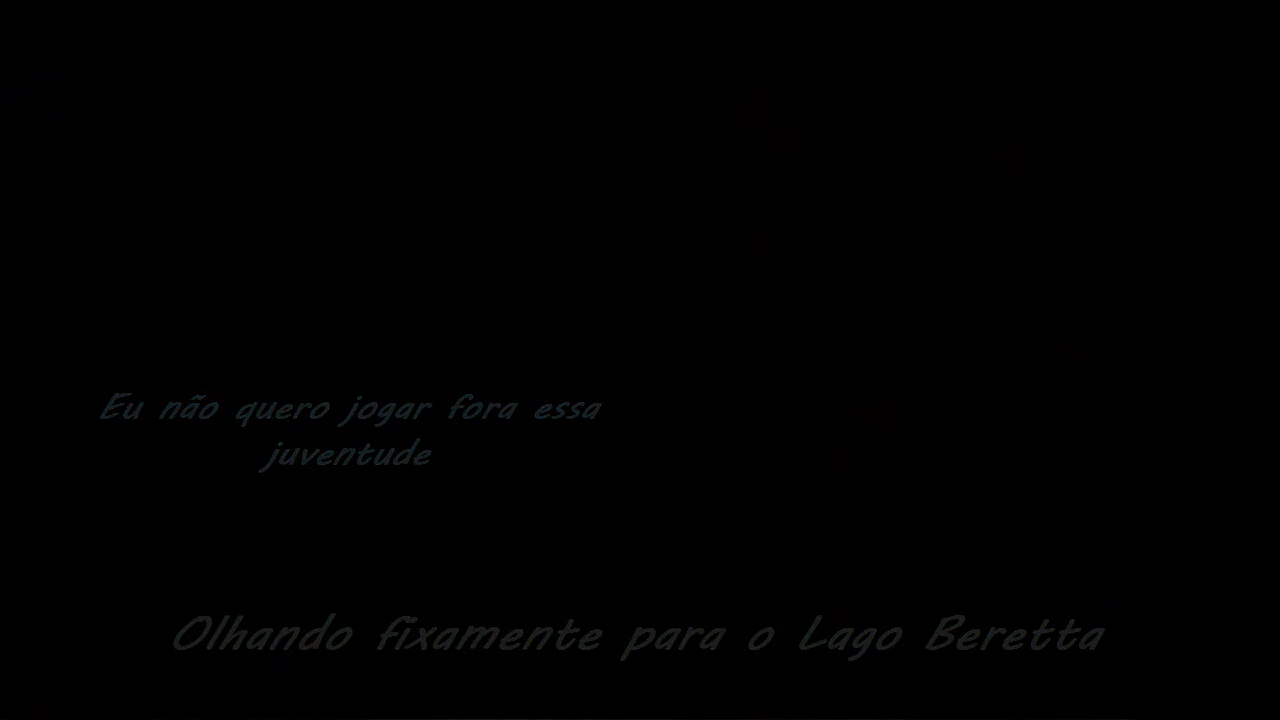 Eu não quero jogar fora essa
juventude
Olhando fixamente para o Lago Beretta